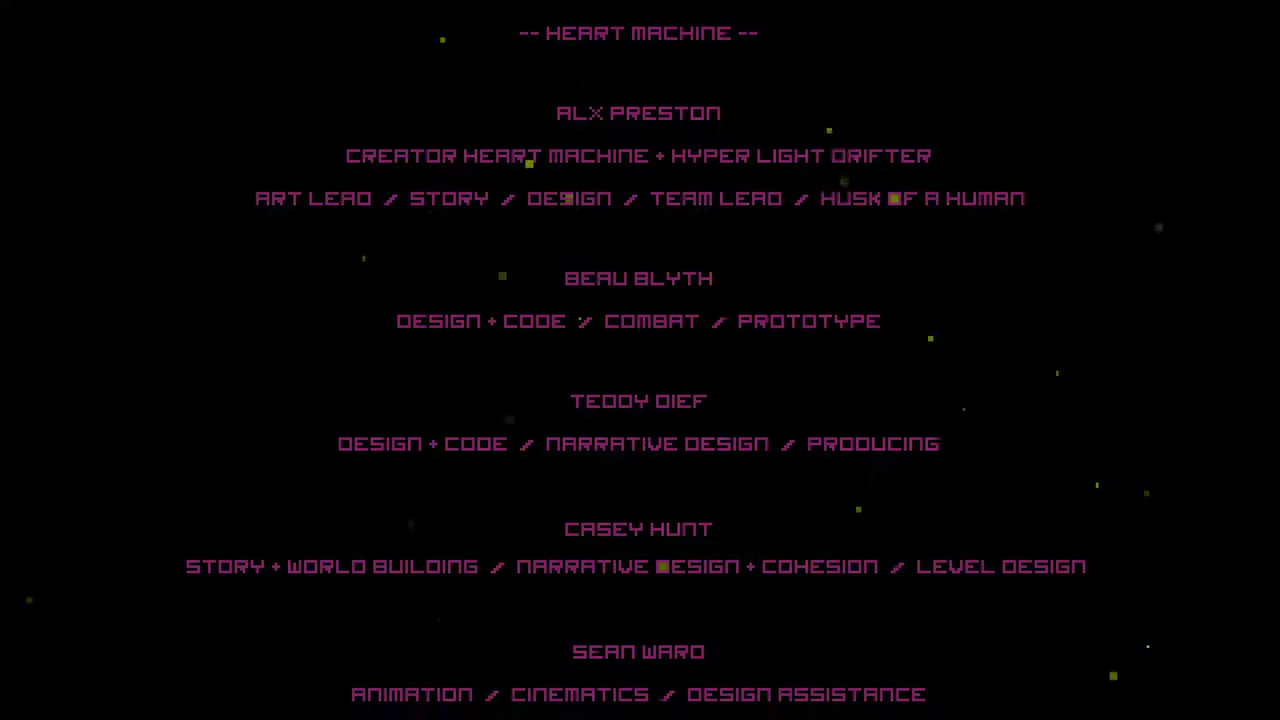 -- HEART MACHINE --
ALX PRESTON
CREATOR HEART MACHINE + HYPER LIGHT DRIFTER
ART LEAD / STORY / DESIGN / TEAM LEAD / HUSK OF A HUMAN
BEAU BLYTH
DESIGN + CODE / COMBAT / PROTOTYPE
TEDDY DIEF
DESIGN + CODE / NARRATIVE DESIGN / PRODUCING
CASEY HUNT
STORY + WORLD BUILDING / NARRATIVE DESIGN + COHESION / LEVEL DESIGN
SEAN WARD
ANIMATION / CINEMATICS / DESIGN ASSISTANCE